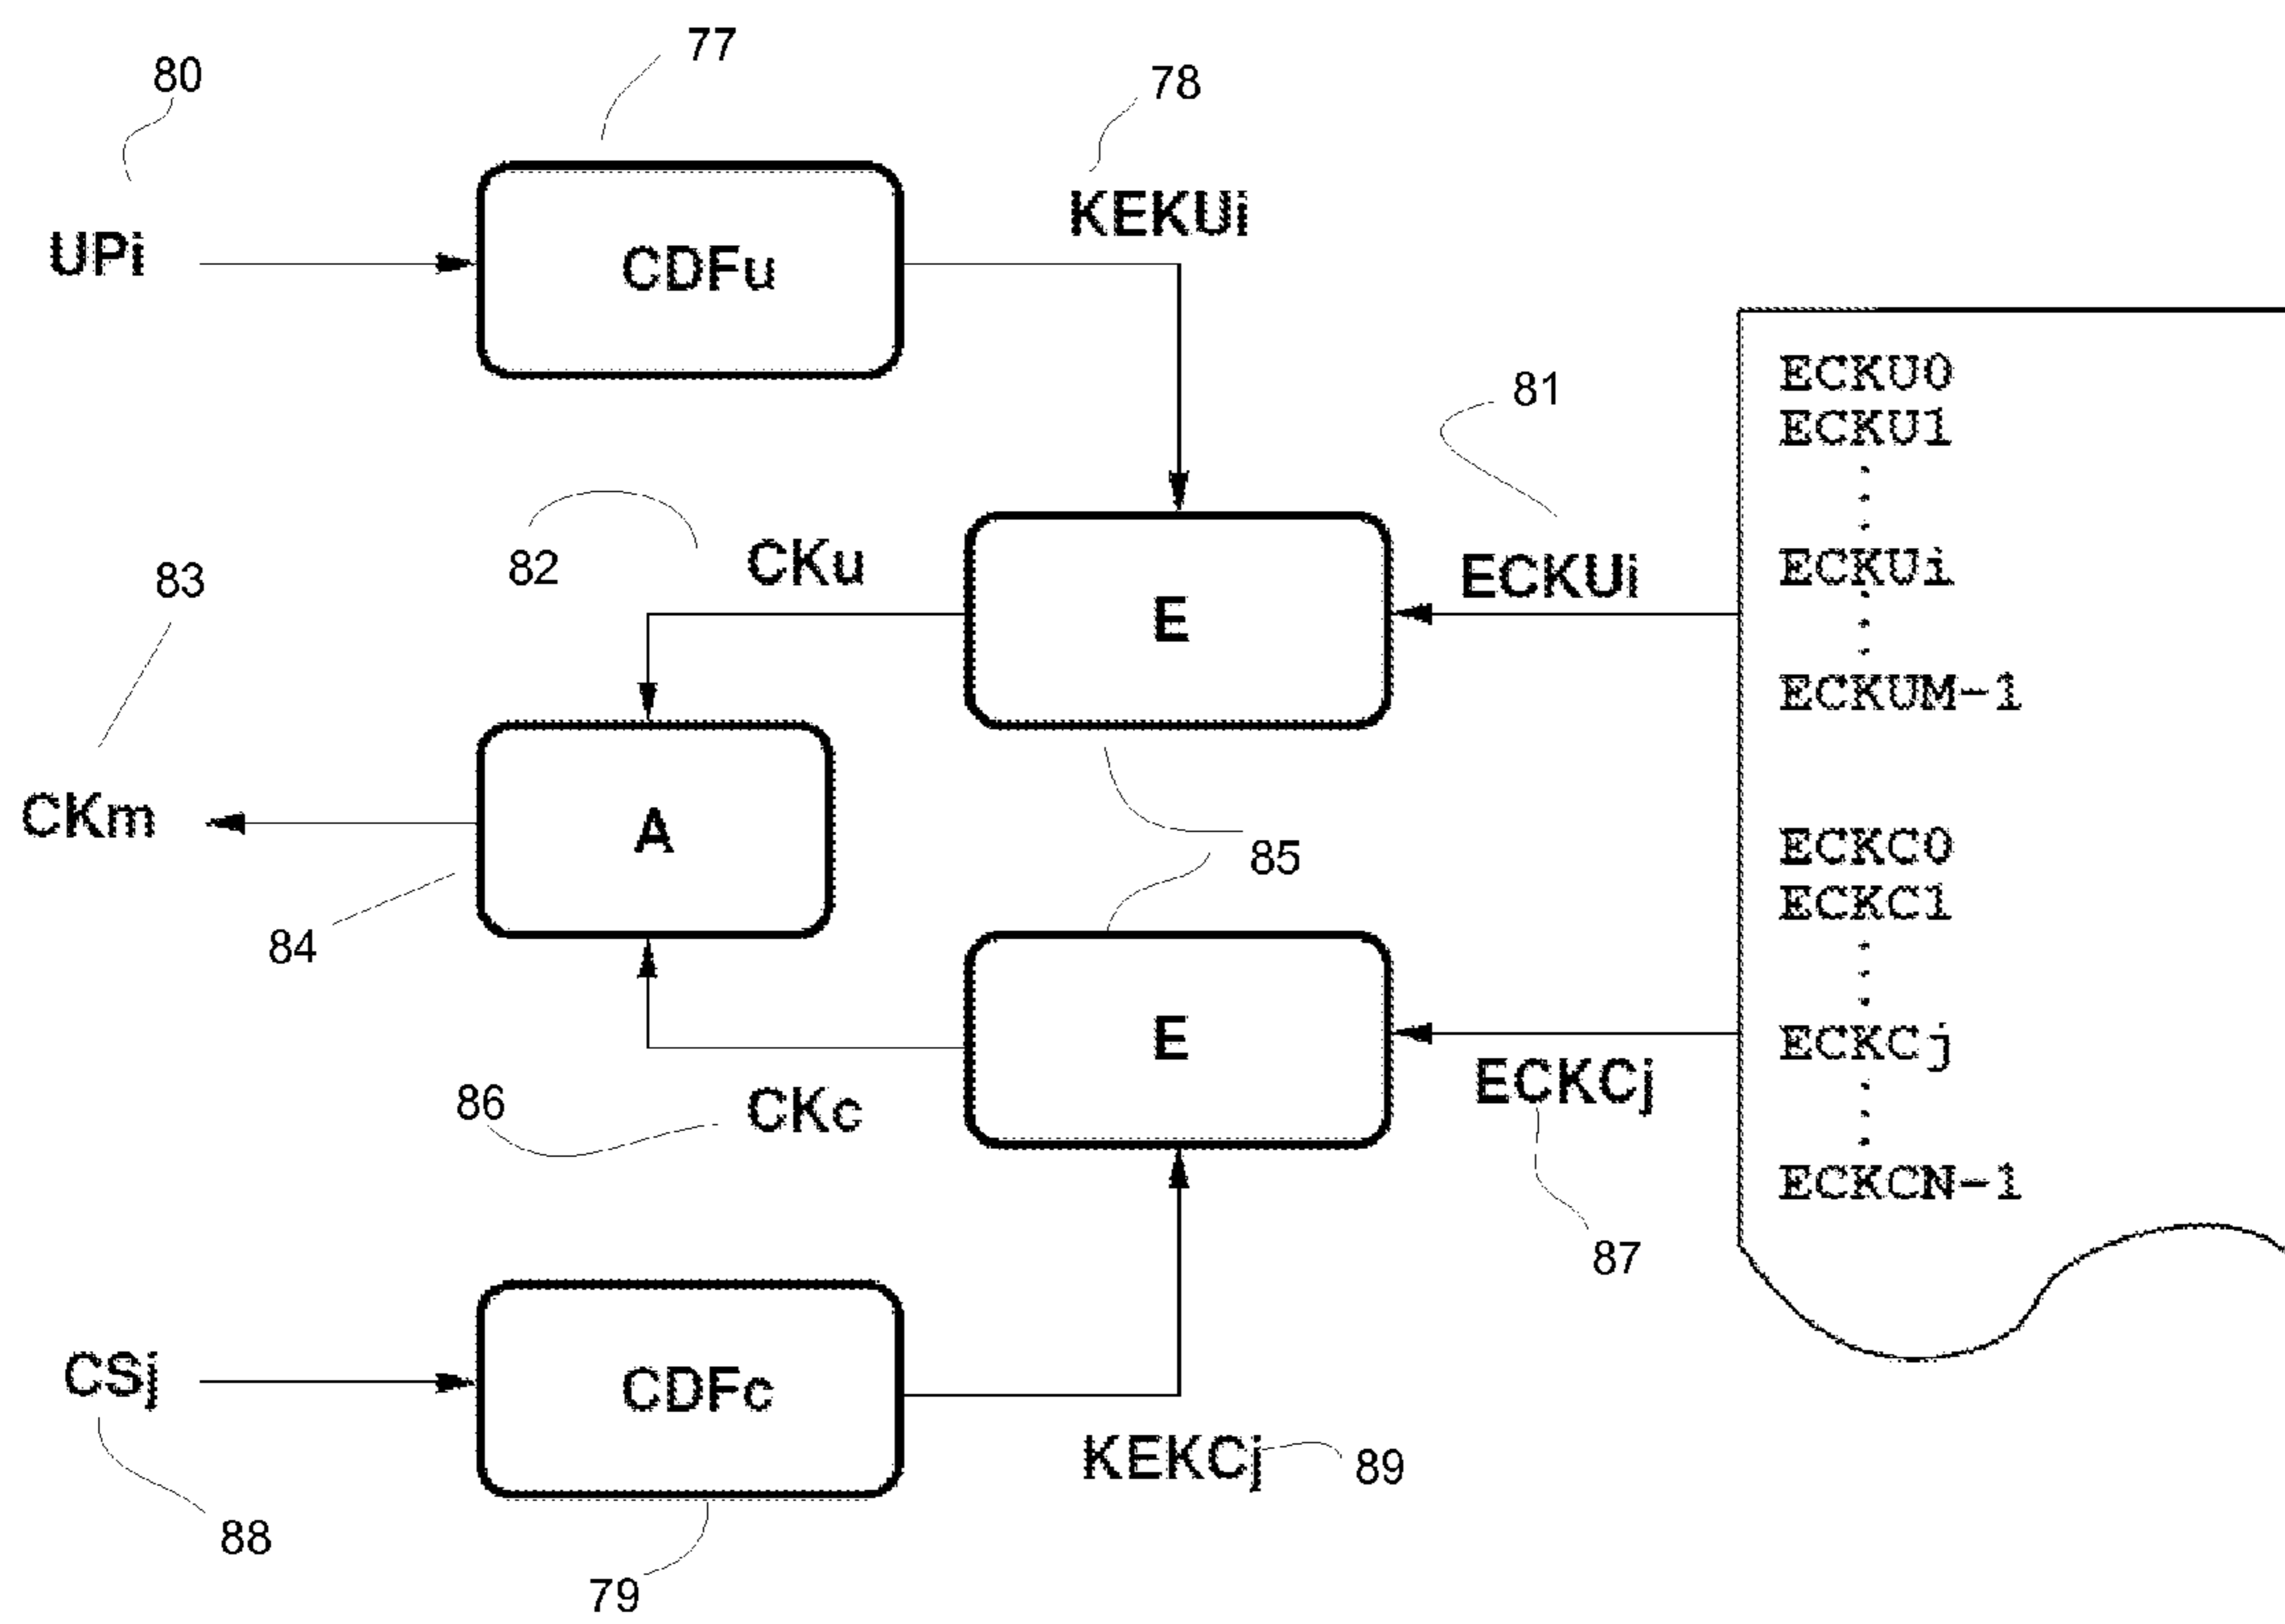 77
80
78
UPi
CDFu
KEKUi
ECKU0
ECKU1
.
.
.
ECKUi
.
.
.
ECKUM-1
81
82
CKu
E
ECKUi
83
CKm
A
84
85
ECKC0
ECKC1
.
.
.
ECKCj
.
.
.
ECKCN-1
86
CKc
E
ECKCj
87
CSj
CDFc
KEKCj
89
88
79